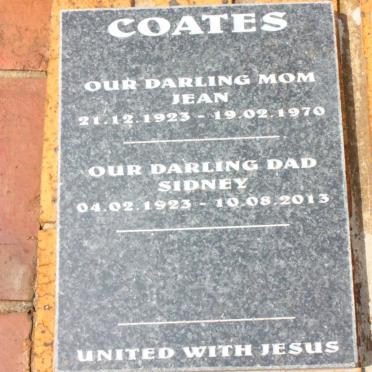 COATES
OUR DARLING MOM
JEAN
21.12.1923 - 19.02.1970
OUR DARLING DAD
SIDNEY
04.02.1923 - 10.08.2013
UNITED WITH JESUS